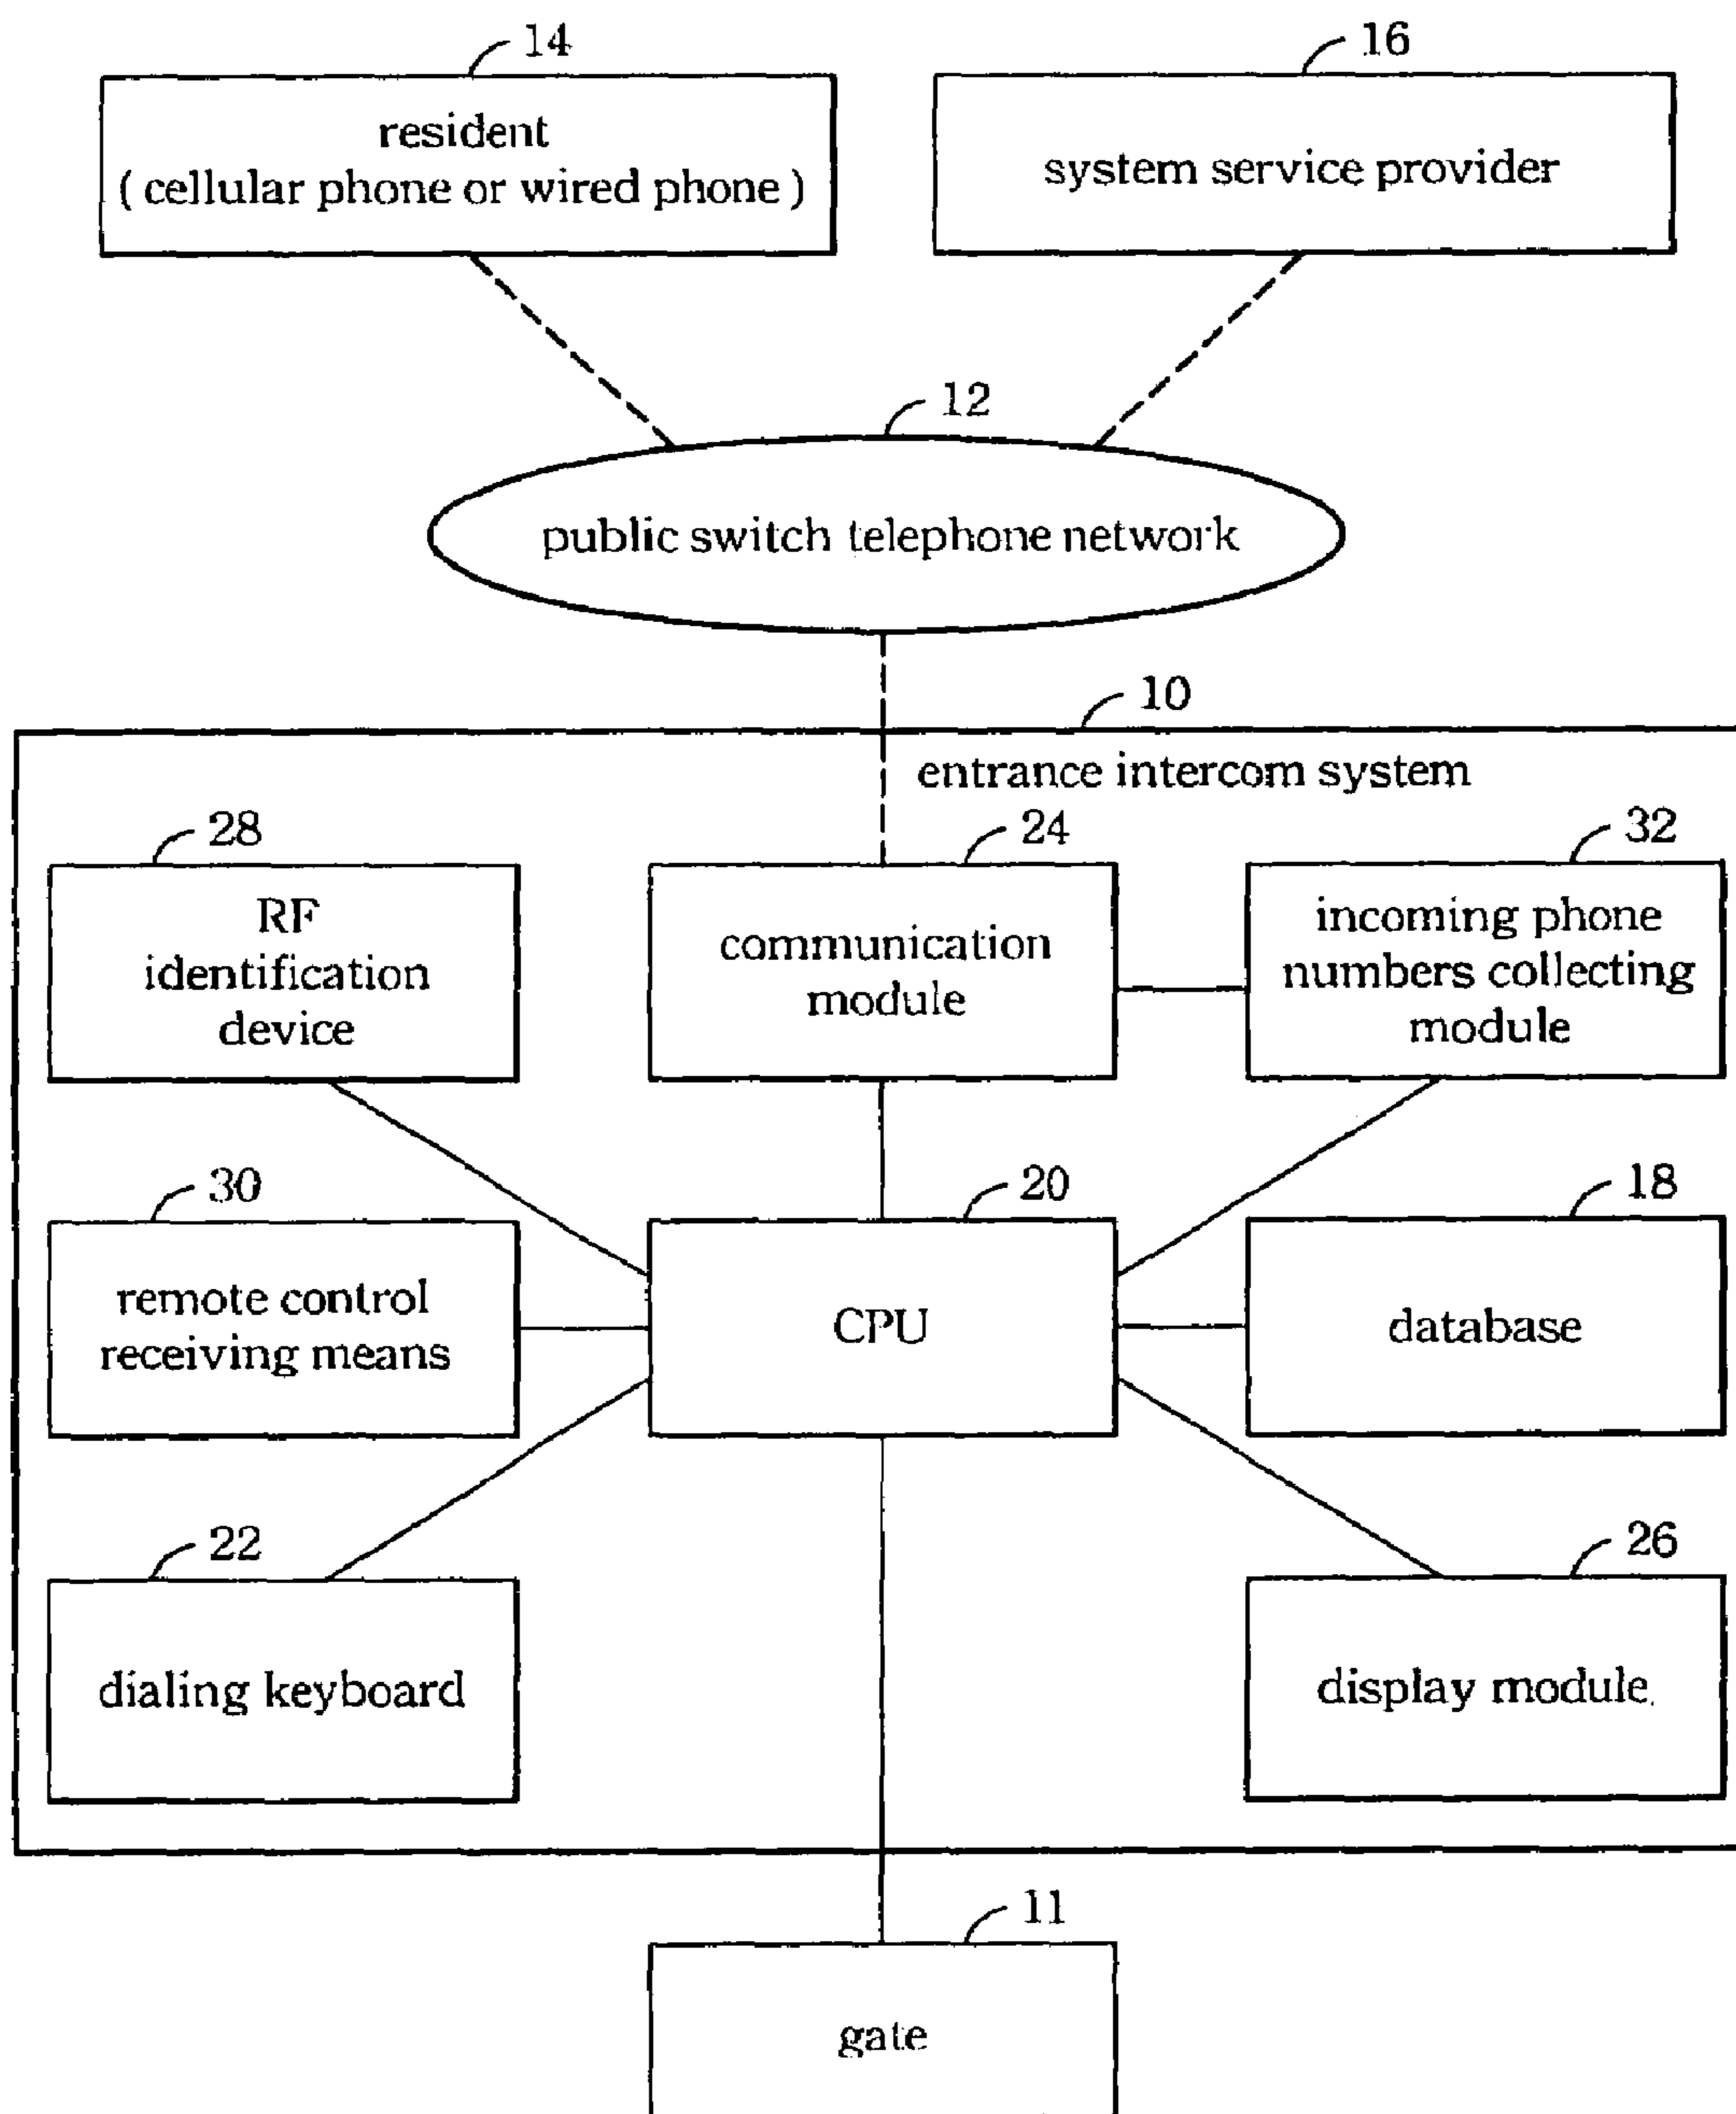 14
16
resident
( cellular phone or wired phone )
system service provider
12
public switch telephone network
10
entrance intercom system
28
24
32
RF
identification
device
communication
module
incoming phone
numbers collecting
module
30
20
18
remote control
receiving means
CPU
database
22
26
dialing keyboard
display module
11
gate